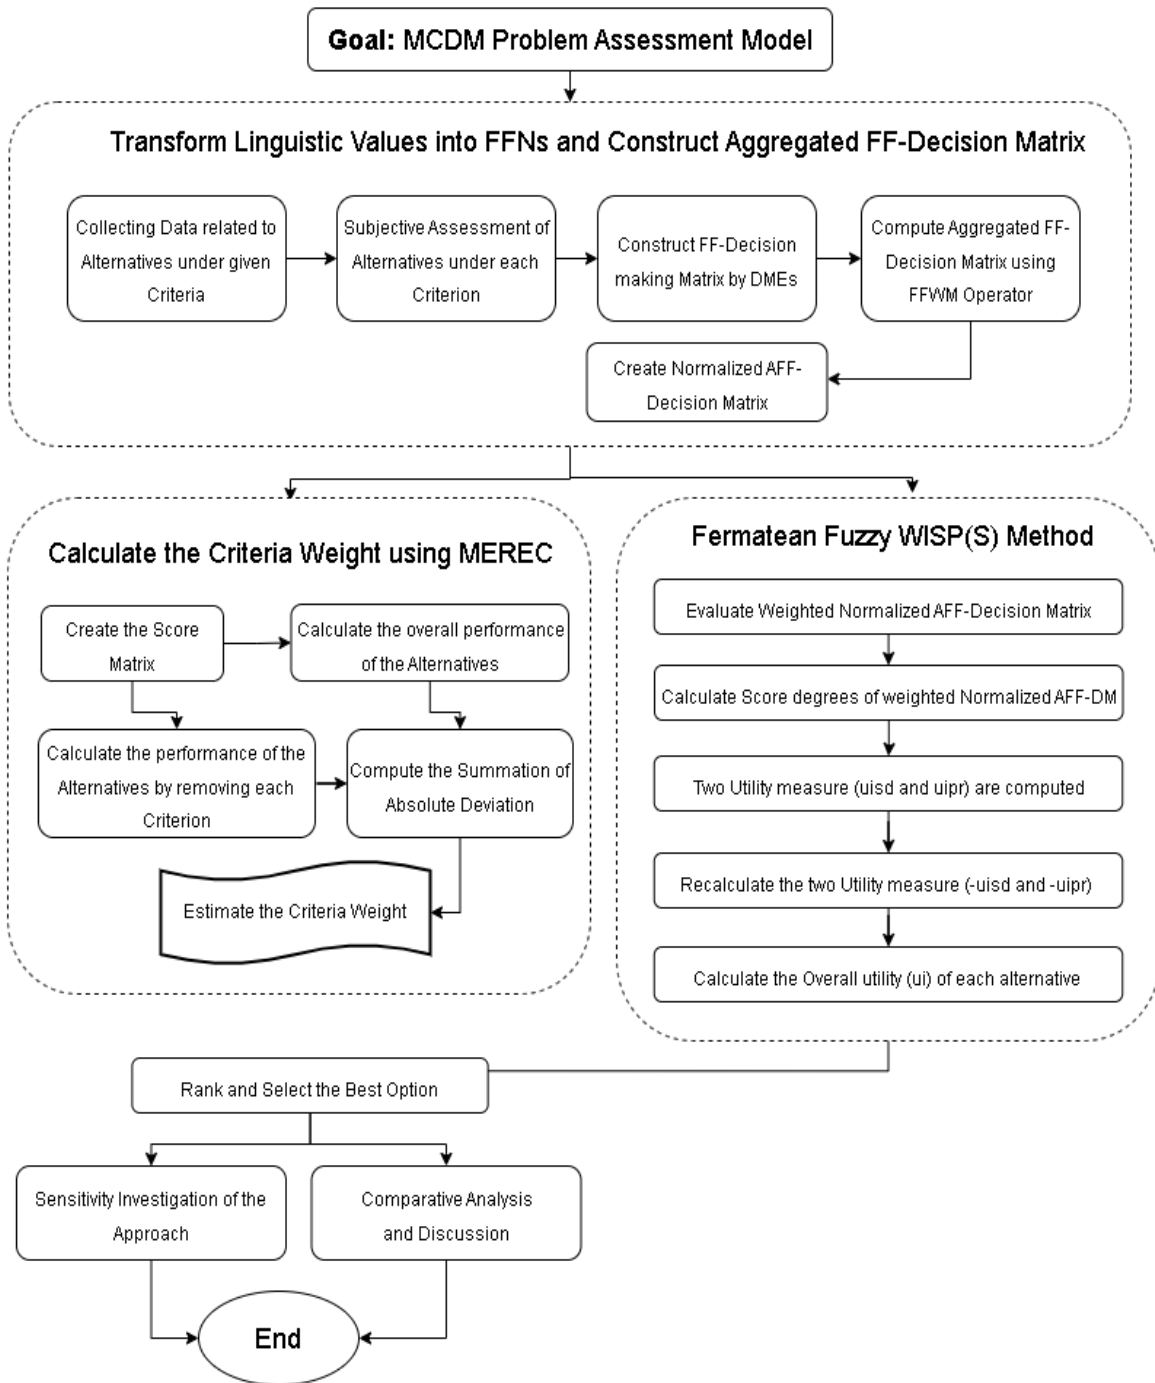 Goal: MCDM Problem Assessment Model
Transform Linguistic Values into FFNs and Construct Aggregated FF-Decision Matrix
Collecting Data related to
Alternatives under given
Criteria
Subjective Assessment of
Alternatives under each
Criterion
Construct FF-Decision
making Matrix by DMEs
Compute Aggregated FF-
Decision Matrix using
FFWM Operator
Create Normalized AFF-
Decision Matrix
Calculate the Criteria Weight using MEREC
Create the Score
Matrix
Calculate the overall performance
of the Alternatives
Calculate the performance of the
Alternatives by removing each
Criterion
Compute the Summation of
Absolute Deviation
Estimate the Criteria Weight
Fermatean Fuzzy WISP(S) Method
Evaluate Weighted Normalized AFF-Decision Matrix
Calculate Score degrees of weighted Normalized AFF-DM
Two Utility measure (uisd and uipr) are computed
Recalculate the two Utility measure (-uisd and -uipr)
Calculate the Overall utility (ui) of each alternative
Rank and Select the Best Option
Sensitivity Investigation of the
Approach
Comparative Analysis
and Discussion
End